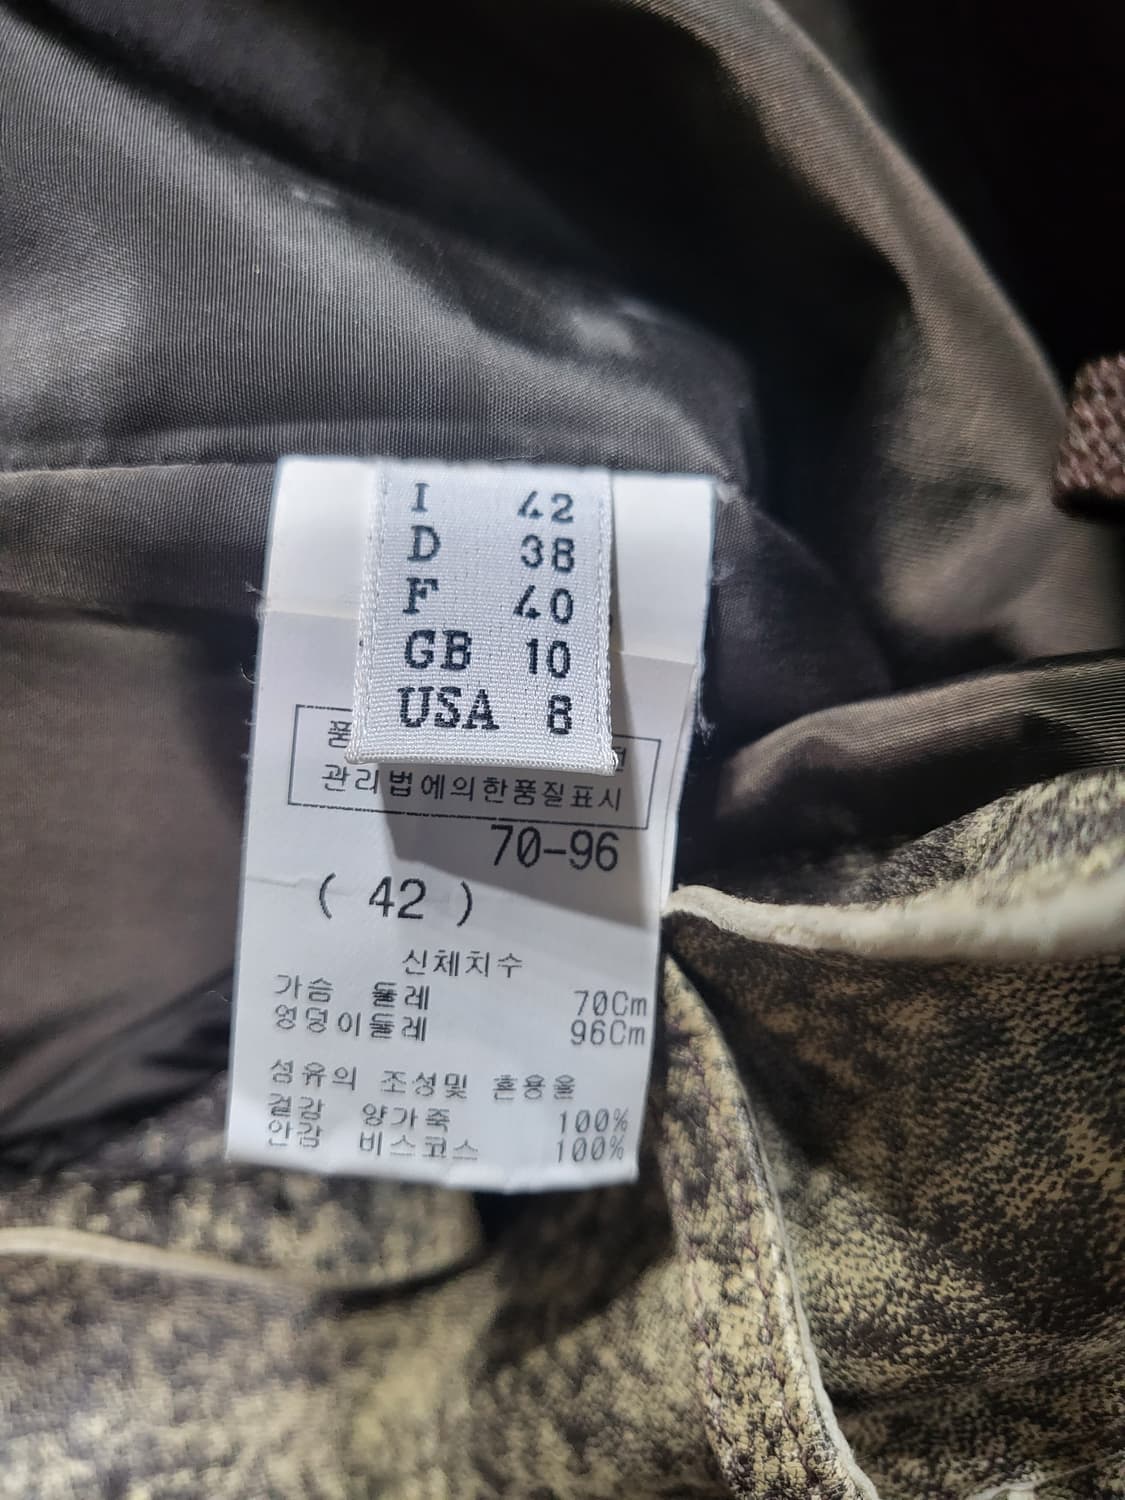 I 42
D 38
F 40
GB 10
USA 8
품
관리법에의한품질표시
70-96
( 42 )
신체치수
가슴 둘레 70Cm
엉덩이둘레 96Cm
섬유의 조성및 혼용율
겉감 양가죽 100%
안감 비스코스 100%